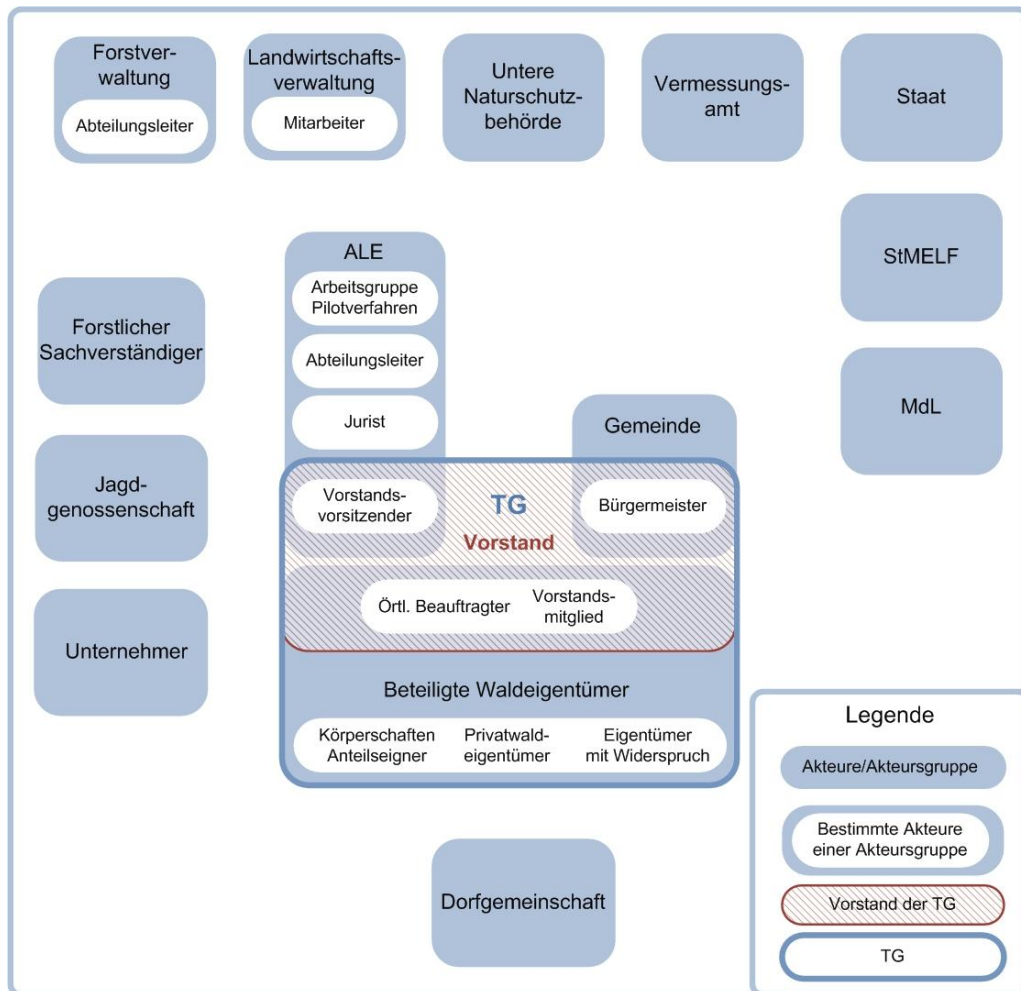 Forstver-
waltung
Abteilungsleiter
Landwirtschafts-
verwaltung
Mitarbeiter
Untere
Naturschutz-
behörde
Vermessungs-
amt
Staat
StMELF
MdL
ALE
Arbeitsgruppe
Pilotverfahren
Abteilungsleiter
Jurist
Forstlicher
Sachverständiger
Jagd-
genossenschaft
Unternehmer
Gemeinde
Vorstands-
vorsitzender
TG
Vorstand
Bürgermeister
Örtl. Beauftragter
Vorstands-
mitglied
Beteiligte Waldeigentümer
Körperschaften
Anteilseigner
Privatwald-
eigentümer
Eigentümer
mit Widerspruch
Dorfgemeinschaft
Legende
Akteure/Akteursgruppe
Bestimmte Akteure
einer Akteursgruppe
Vorstand der TG
TG